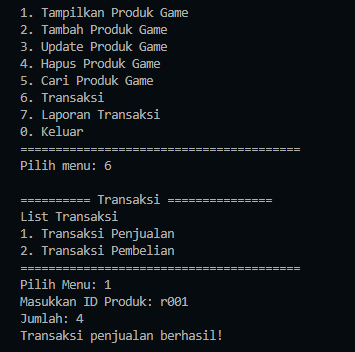 1. Tampilkan Produk Game
2. Tambah Produk Game
3. Update Produk Game
4. Hapus Produk Game
5. Cari Produk Game
6. Transaksi
7. Laporan Transaksi
0. Keluar
========================================
Pilih menu: 6
========== Transaksi ===============
List Transaksi
1. Transaksi Penjualan
2. Transaksi Pembelian
========================================
Pilih Menu: 1
Masukkan ID Produk: r001
Jumlah: 4
Transaksi penjualan berhasil!